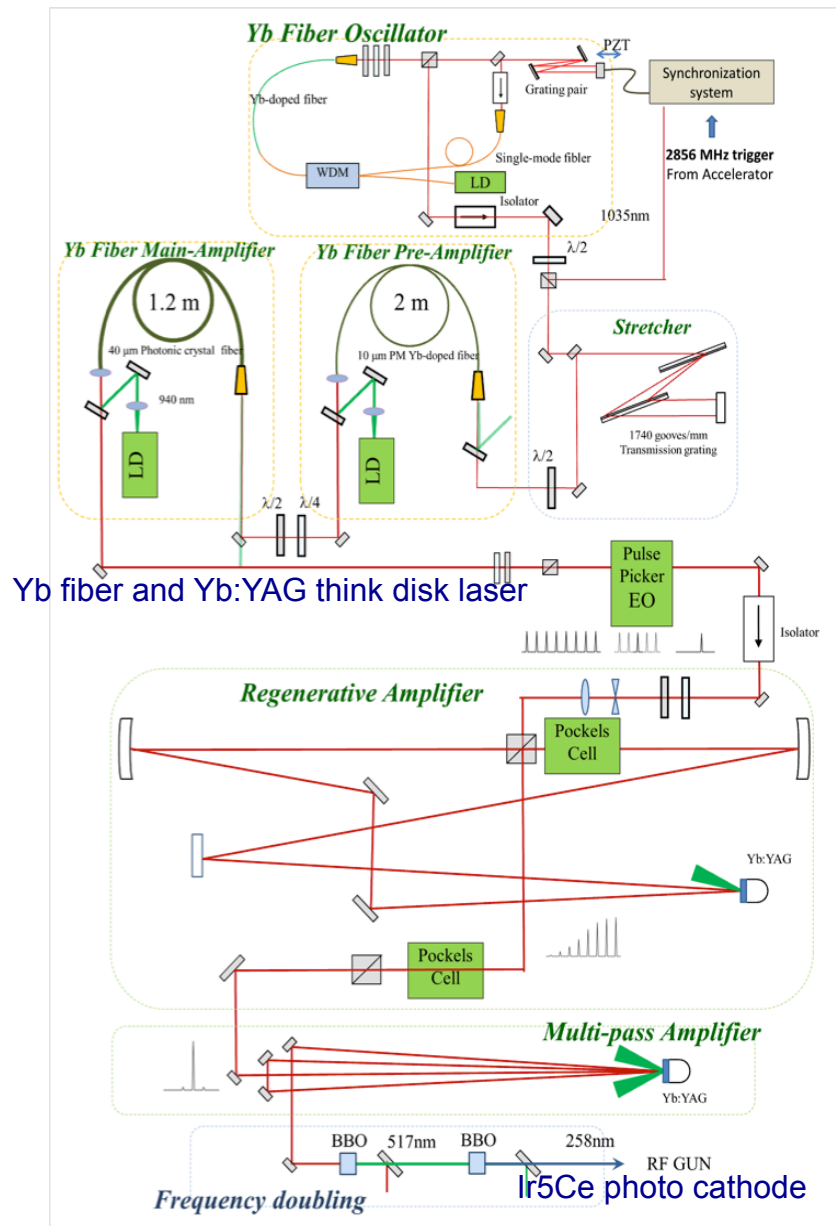 Yb Fiber Oscillator
PZT
Yb-doped fiber
Grating pair
Synchronization
system
WDM
Single-mode fibler
LD
2856 MHz trigger
From Accelerator
Isolator
1035nm
λ/2
Yb Fiber Main-Amplifier
Yb Fiber Pre-Amplifier
1.2 m
2 m
Stretcher
40 μm Photonic crystal fiber
10 μm PM Yb-doped fiber
940 nm
LD
LD
1740 gooves/mm
Transmission grating
λ/2
λ/2
λ/4
Yb fiber and Yb:YAG think disk laser
Pulse
Picker
EO
Isolator
Regenerative Amplifier
Pockels
Cell
Yb:YAG
Pockels
Cell
Multi-pass Amplifier
Yb:YAG
BBO
517nm
BBO
258nm
RF GUN
Ir5Ce photo cathode
Frequency doubling